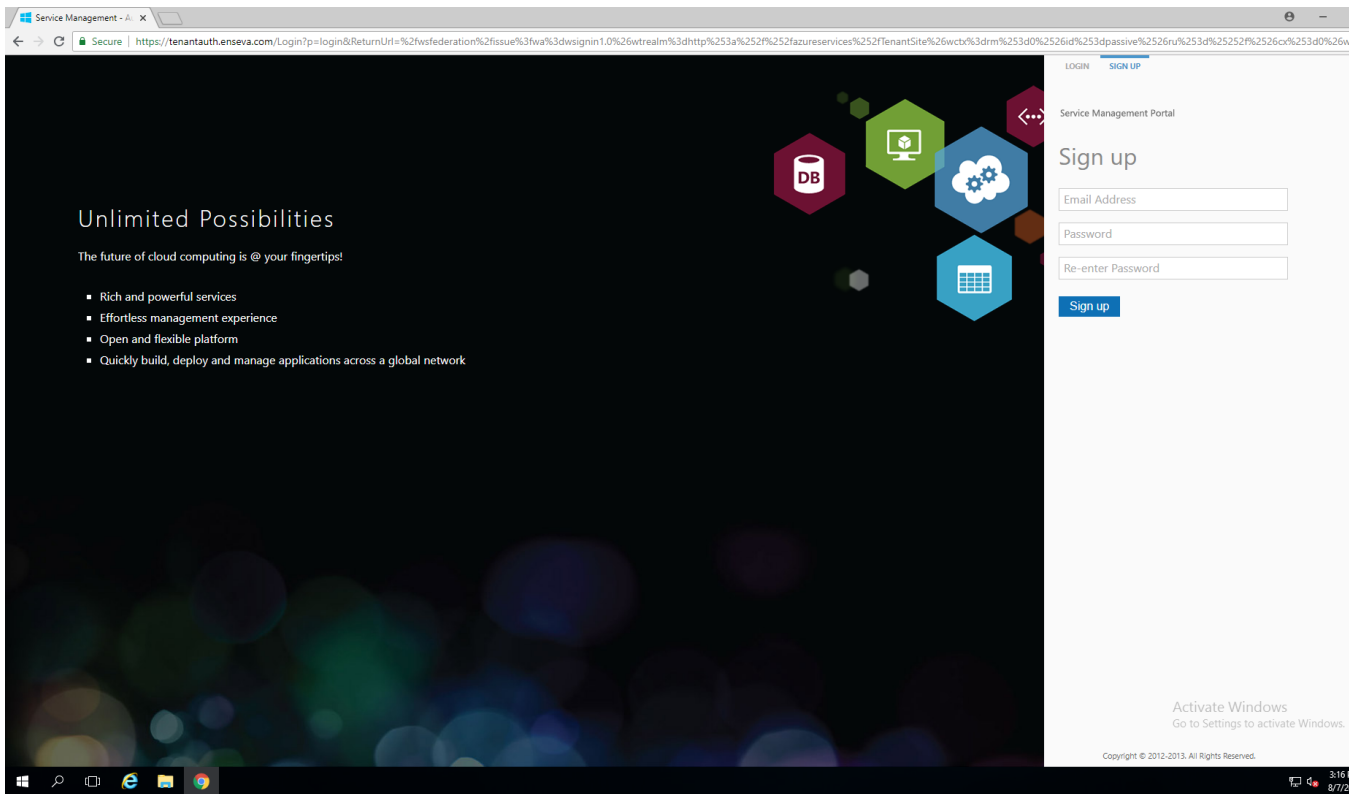 Service Management - Ac
Secure | https://tenantauth.enseva.com/Login?p=login&ReturnUrl=%2fwsfederation%2fissue%3fwa%3dwsignin1.0%26wtrealm%3dhttp%253a%252f%252fazureservices%252fTenantSite%26wctx%3drm%253d0%2526id%253dpassive%2526ru%253d%25252f%2526cx%253d0%26w
LOGIN SIGN UP
Service Management Portal
Sign up
Email Address
Password
Re-enter Password
Sign up
DB
Unlimited Possibilities
The future of cloud computing is @ your fingertips!
Rich and powerful services
Effortless management experience
Open and flexible platform
Quickly build, deploy and manage applications across a global network
Activate Windows
Go to Settings to activate Windows.
Copyright © 2012-2013. All Rights Reserved.
3:16
8/7/2